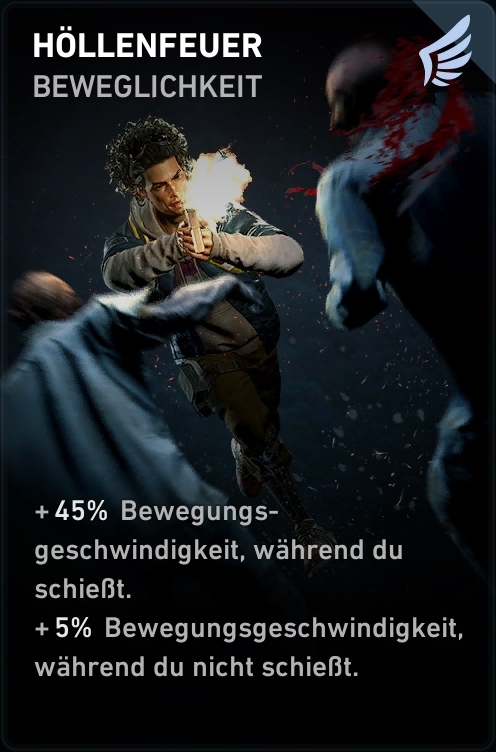 HÖLLENFEUER
BEWEGLICHKEIT
+ 45% Bewegungs-
geschwindigkeit, während du
schießt.
+ 5% Bewegungsgeschwindigkeit,
während du nicht schießt.